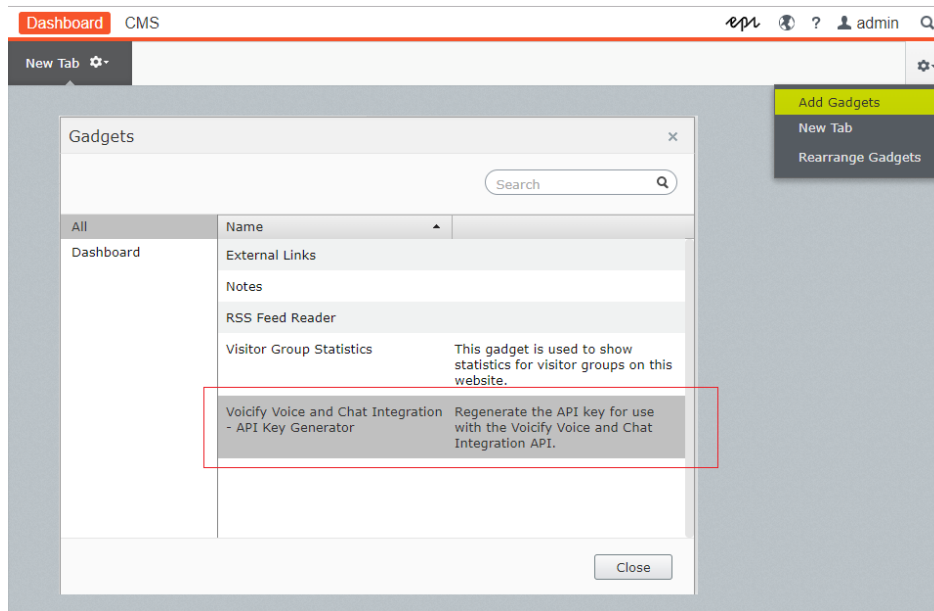 Dashboard CMS epi ? admin
New Tab
Add Gadgets
New Tab
Rearrange Gadgets
Gadgets ×
Search
All Name
Dashboard
External Links
Notes
RSS Feed Reader
Visitor Group Statistics This gadget is used to show
statistics for visitor groups on this
website.
Voicify Voice and Chat Integration Regenerate the API key for use
- API Key Generator with the Voicify Voice and Chat
Integration API.
Close